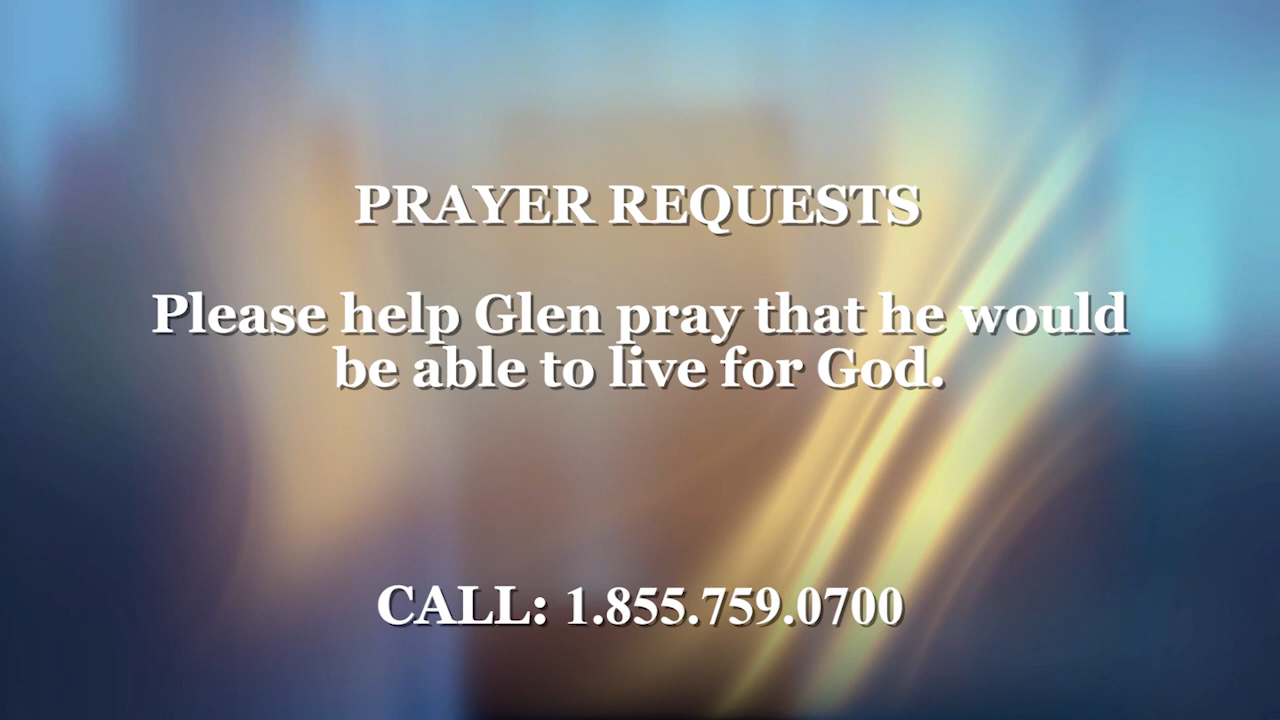 PRAYER REQUESTS
Please help Glen pray that he would
be able to live for God.
CALL: 1.855.759.0700